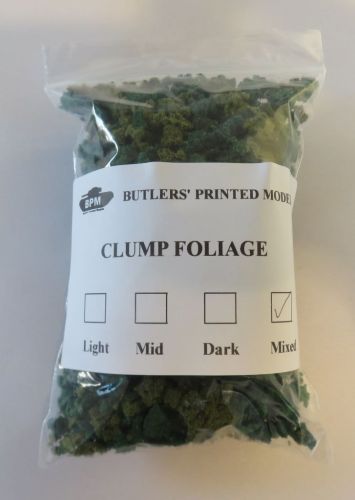 BPM
BUTLERS' PRINTED MODEL
CLUMP FOLIAGE
Light Mid Dark Mixed